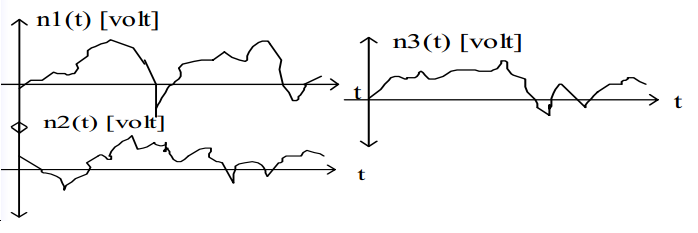 n1(t) [volt]
n3(t) [volt]
t
t
n2(t) [volt]
t